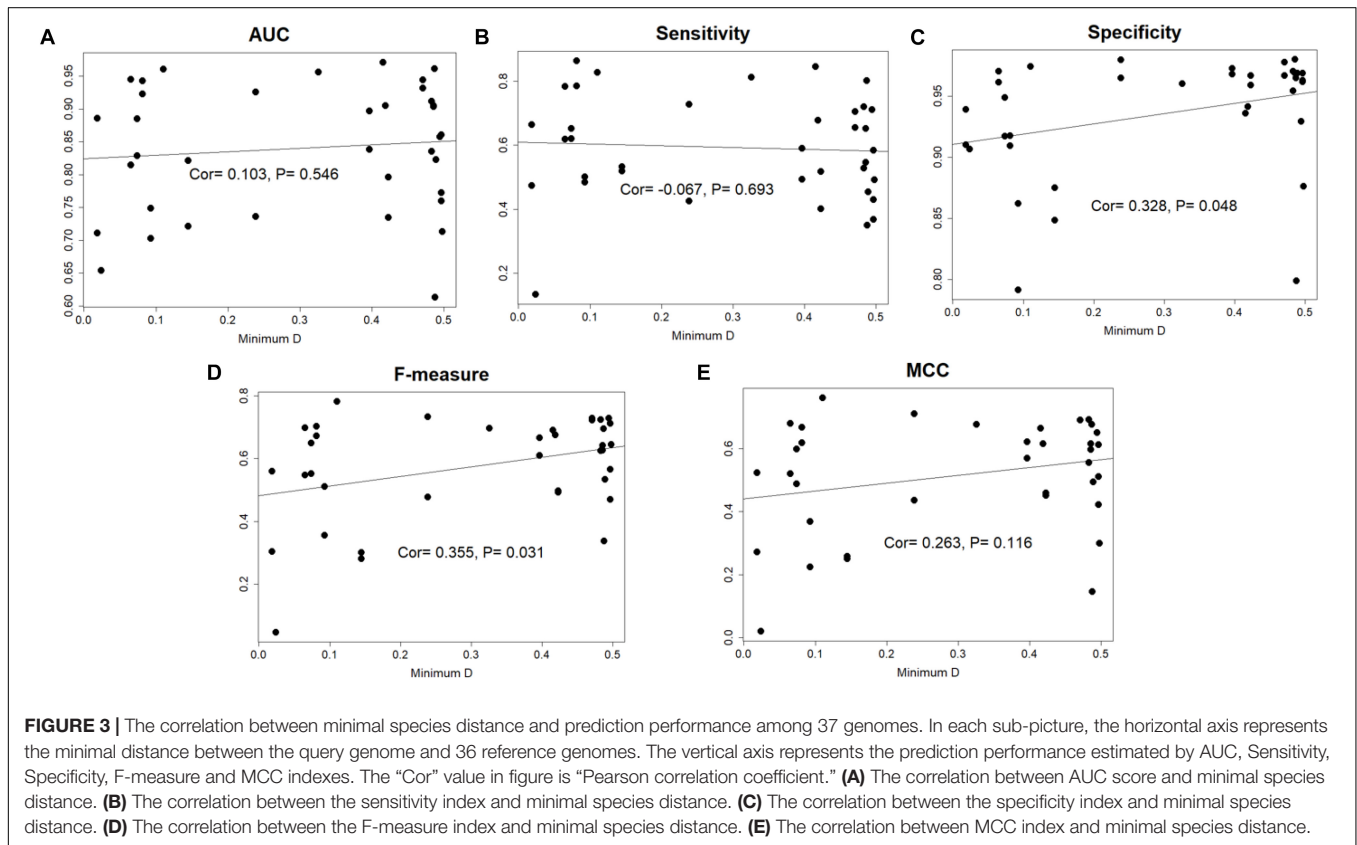 A
AUC
0.95
0.90
0.85
0.80
0.75
0.70
0.65
0.60
Cor= 0.103, P= 0.546
0.0 0.1 0.2 0.3 0.4 0.5
Minimum D
B
Sensitivity
0.8
0.6
0.4
0.2
Cor= -0.067, P= 0.693
0.0 0.1 0.2 0.3 0.4 0.5
Minimum D
C
Specificity
0.95
0.90
0.85
0.80
Cor= 0.328, P= 0.048
0.0 0.1 0.2 0.3 0.4 0.5
Minimum D
D
F-measure
0.8
0.6
0.4
0.2
Cor= 0.355, P= 0.031
0.0 0.1 0.2 0.3 0.4 0.5
Minimum D
E
MCC
0.6
0.4
0.2
0.0
Cor= 0.263, P= 0.116
0.0 0.1 0.2 0.3 0.4 0.5
Minimum D
FIGURE 3 | The correlation between minimal species distance and prediction performance among 37 genomes. In each sub-picture, the horizontal axis represents
the minimal distance between the query genome and 36 reference genomes. The vertical axis represents the prediction performance estimated by AUC, Sensitivity,
Specificity, F-measure and MCC indexes. The “Cor” value in figure is “Pearson correlation coefficient.” (A) The correlation between AUC score and minimal species
distance. (B) The correlation between the sensitivity index and minimal species distance. (C) The correlation between the specificity index and minimal species
distance. (D) The correlation between the F-measure index and minimal species distance. (E) The correlation between MCC index and minimal species distance.